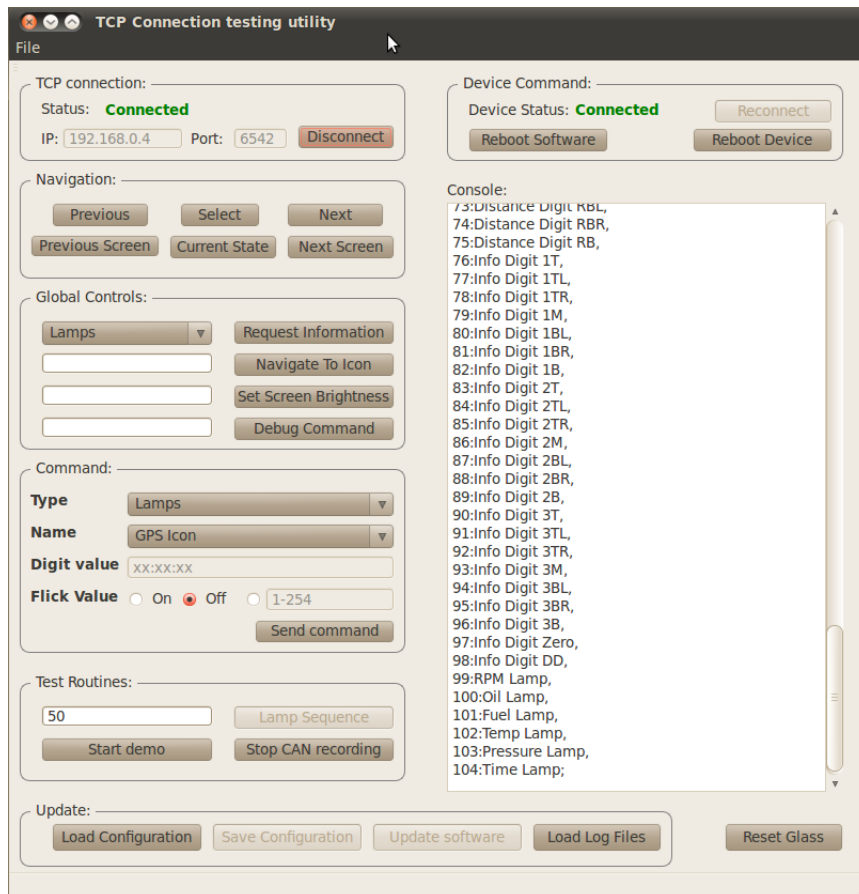 TCP Connection testing utility
File
TCP connection:
Status: Connected
IP: 192.168.0.4 Port: 6542 Disconnect
Navigation:
Previous Select Next
Previous Screen Current State Next Screen
Global Controls:
Lamps Request Information
Navigate To Icon
Set Screen Brightness
Debug Command
Command:
Type Lamps
Name GPS Icon
Digit value xx:xx:xx
Flick Value On Off 1-254
Send command
Test Routines:
50 Lamp Sequence
Start demo Stop CAN recording
Device Command:
Device Status: Connected Reconnect
Reboot Software Reboot Device
Console:
73:Distance Digit RBL,
74:Distance Digit RBR,
75:Distance Digit RB,
76:Info Digit 1T,
77:Info Digit 1TL,
78:Info Digit 1TR,
79:Info Digit 1M,
80:Info Digit 1BL,
81:Info Digit 1BR,
82:Info Digit 1B,
83:Info Digit 2T,
84:Info Digit 2TL,
85:Info Digit 2TR,
86:Info Digit 2M,
87:Info Digit 2BL,
88:Info Digit 2BR,
89:Info Digit 2B,
90:Info Digit 3T,
91:Info Digit 3TL,
92:Info Digit 3TR,
93:Info Digit 3M,
94:Info Digit 3BL,
95:Info Digit 3BR,
96:Info Digit 3B,
97:Info Digit Zero,
98:Info Digit DD,
99:RPM Lamp,
100:Oil Lamp,
101:Fuel Lamp,
102:Temp Lamp,
103:Pressure Lamp,
104:Time Lamp;
Update:
Load Configuration Save Configuration Update software Load Log Files Reset Glass